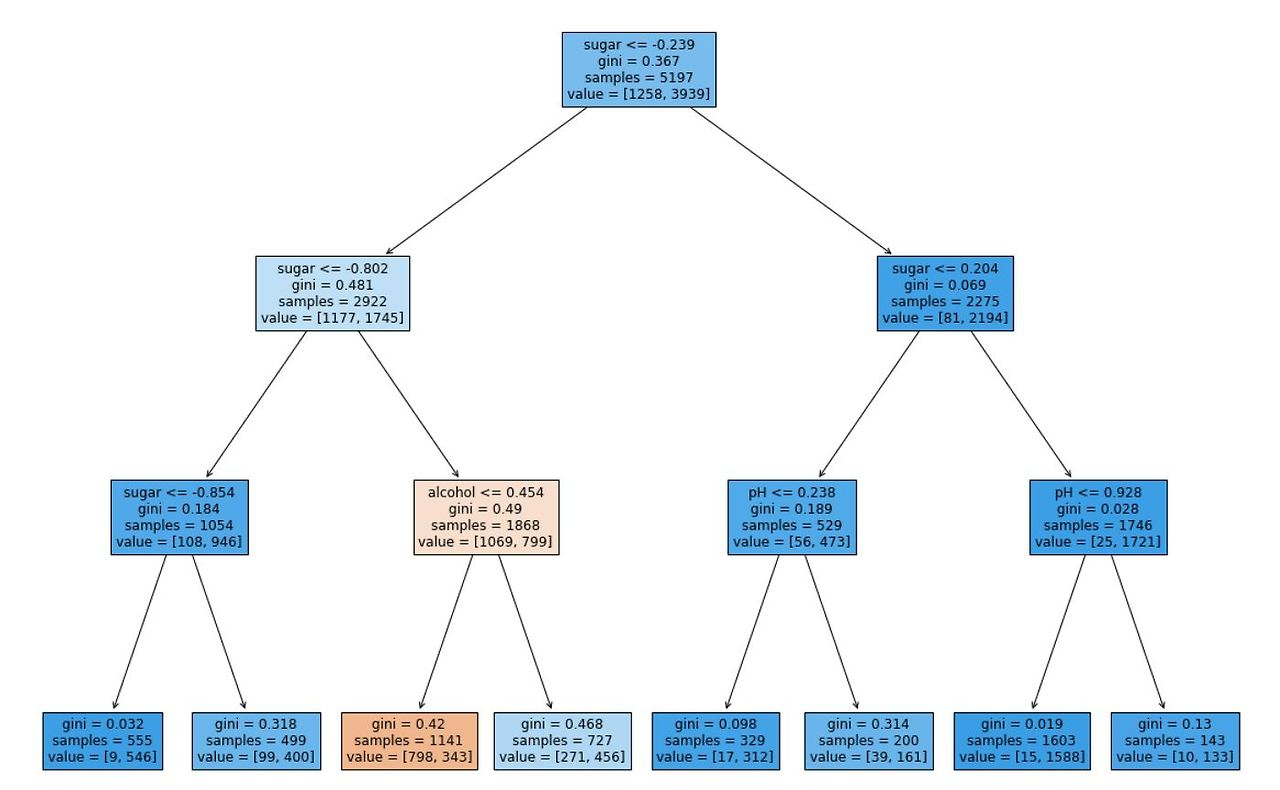 sugar <= -0.239
gini = 0.367
samples = 5197
value = [1258, 3939]
sugar <= -0.802
gini = 0.481
samples = 2922
value = [1177, 1745]
sugar <= 0.204
gini = 0.069
samples = 2275
value = [81, 2194]
sugar <= -0.854
gini = 0.184
samples = 1054
value = [108, 946]
alcohol <= 0.454
gini = 0.49
samples = 1868
value = [1069, 799]
pH <= 0.238
gini = 0.189
samples = 529
value = [56, 473]
pH <= 0.928
gini = 0.028
samples = 1746
value = [25, 1721]
gini = 0.032
samples = 555
value = [9, 546]
gini = 0.318
samples = 499
value = [99, 400]
gini = 0.42
samples = 1141
value = [798, 343]
gini = 0.468
samples = 727
value = [271, 456]
gini = 0.098
samples = 329
value = [17, 312]
gini = 0.314
samples = 200
value = [39, 161]
gini = 0.019
samples = 1603
value = [15, 1588]
gini = 0.13
samples = 143
value = [10, 133]